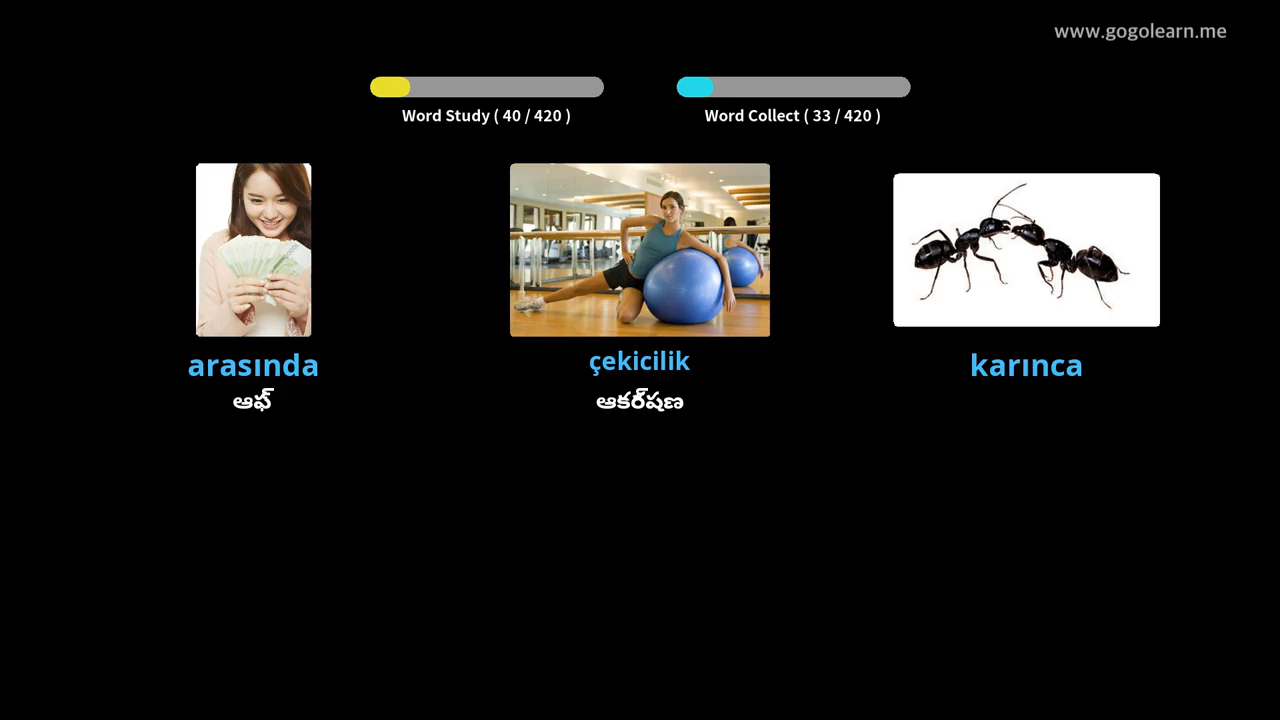 www.gogolearn.me
Word Study ( 40 / 420 )
Word Collect ( 33 / 420 )
arasında
çekicilik
karınca
ఆఫ్
ఆకర్షణ